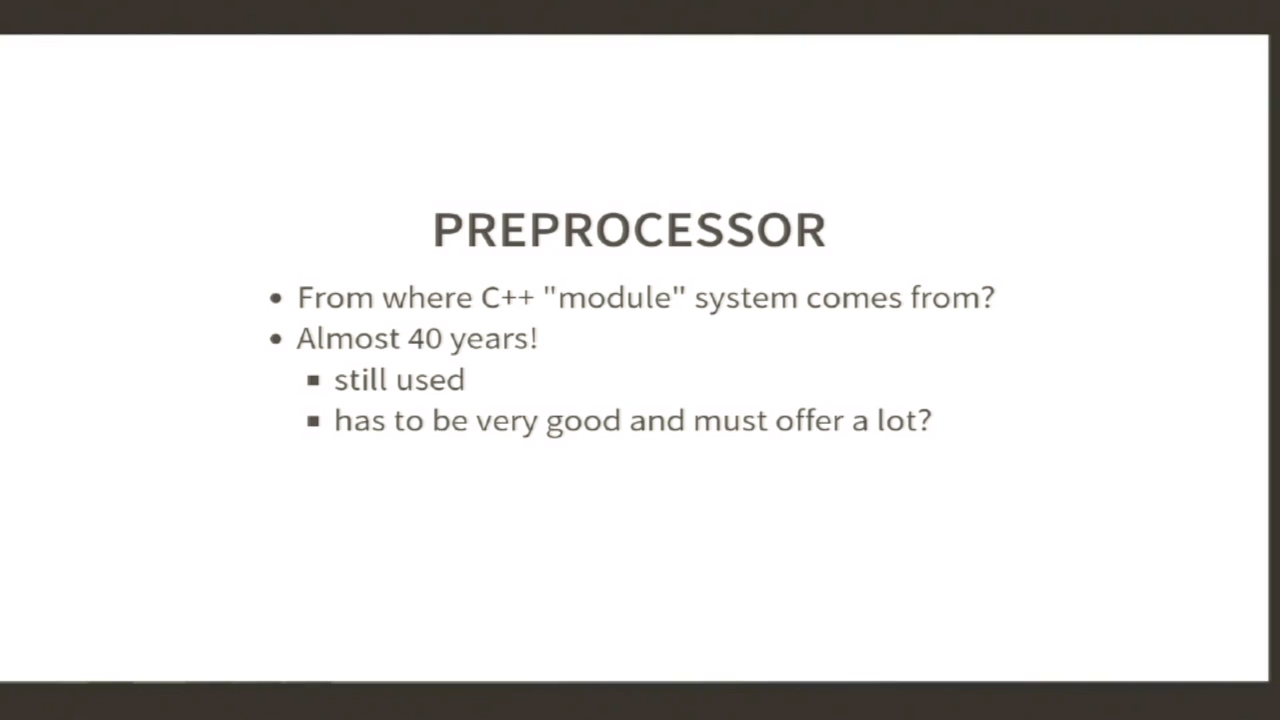 PREPROCESSOR
• From where C++ "module" system comes from?
• Almost 40 years!
▪ still used
▪ has to be very good and must offer a lot?